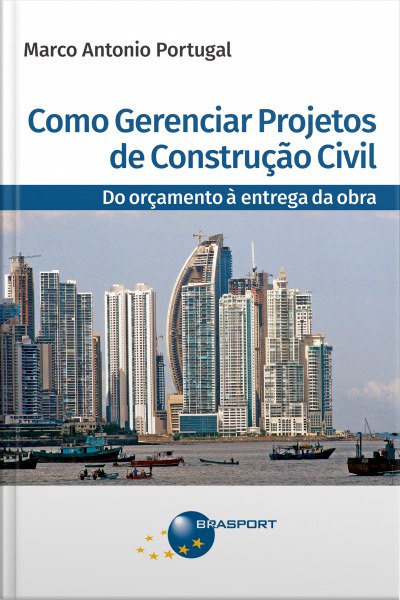 Marco Antonio Portugal
Como Gerenciar Projetos
de Construção Civil
Do orçamento à entrega da obra
BRASPORT